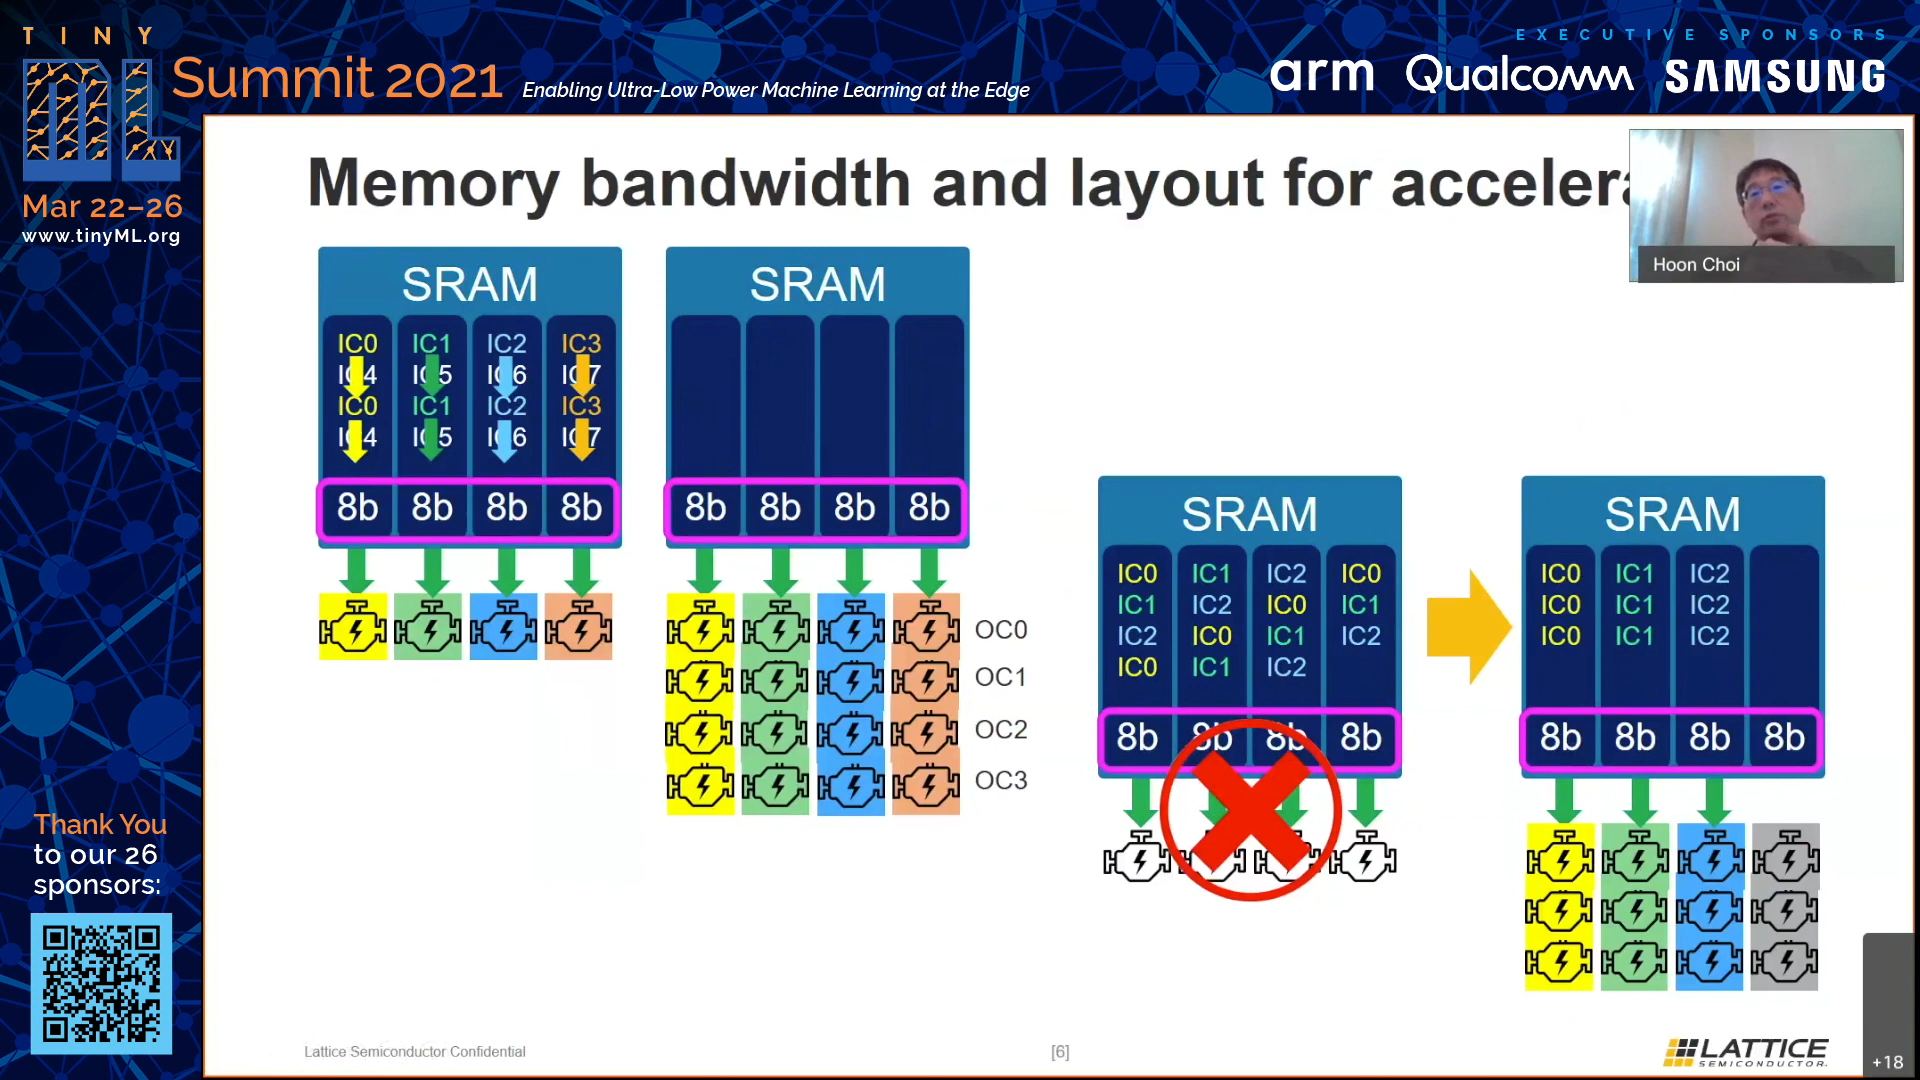 TINY
ML Summit 2021
Enabling Ultra-Low Power Machine Learning at the Edge
EXECUTIVE SPONSORS
arm Qualcomm SAMSUNG
Mar 22–26
www.tinyML.org
Memory bandwidth and layout for accelera
Hoon Choi
SRAM
IC0 IC1 IC2 IC3
IC4 IC5 IC6 IC7
IC0 IC1 IC2 IC3
IC4 IC5 IC6 IC7
8b 8b 8b 8b
SRAM
8b 8b 8b 8b
OC0
OC1
OC2
OC3
SRAM
IC0 IC1 IC2 IC0
IC1 IC2 IC0 IC1
IC2 IC0 IC1 IC2
IC0 IC1 IC2
8b 8b 8b 8b
SRAM
IC0 IC1 IC2
IC0 IC1 IC2
IC0 IC1 IC2
8b 8b 8b 8b
Thank You
to our 26
sponsors:
Lattice Semiconductor Confidential
[6]
LATTICE
SEMICONDUCTOR.
+18